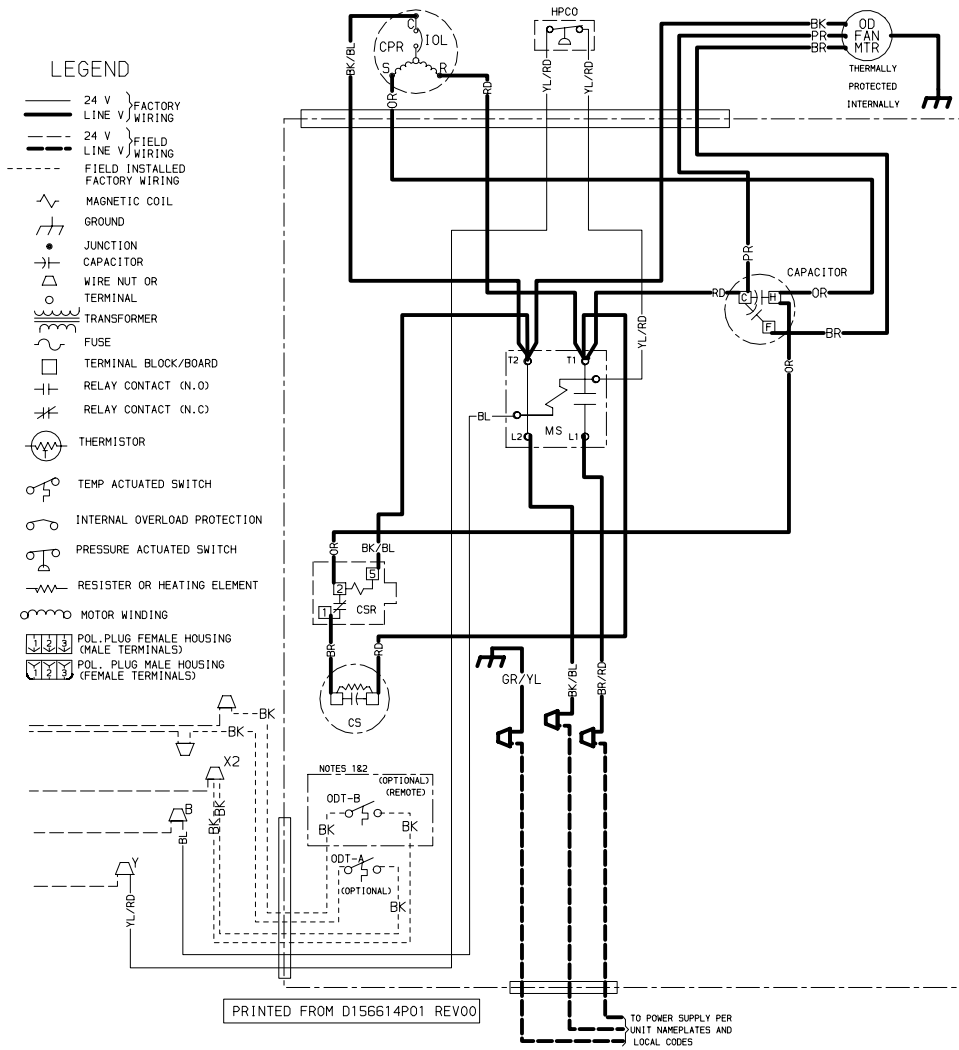 LEGEND
24 V
LINE V
FACTORY
WIRING
24 V
LINE V
FIELD
WIRING
FIELD INSTALLED
FACTORY WIRING
MAGNETIC COIL
GROUND
JUNCTION
CAPACITOR
WIRE NUT OR
TERMINAL
TRANSFORMER
FUSE
TERMINAL BLOCK/BOARD
RELAY CONTACT (N.O)
RELAY CONTACT (N.C)
T
THERMISTOR
TEMP ACTUATED SWITCH
INTERNAL OVERLOAD PROTECTION
PRESSURE ACTUATED SWITCH
RESISTER OR HEATING ELEMENT
MOTOR WINDING
1 2 3
POL.PLUG FEMALE HOUSING
(MALE TERMINALS)
1 2 3
POL. PLUG MALE HOUSING
(FEMALE TERMINALS)
C
CPR
IOL
S
R
BK/BL
OR
RD
HPCO
YL/RD
YL/RD
BK
PR
BR
OD
FAN
MTR
THERMALLY
PROTECTED
INTERNALLY
PR
CAPACITOR
RD
C
H
OR
F
BR
YL/RD
OR
T2
T1
MS
L2
L1
BL
OR
BK/BL
5
2
1
CSR
BR
RD
CS
GR/YL
BK/BL
BR/RD
BK
BK
X2
BK
BK
B
BL
Y
YL/RD
NOTES 1&2
(OPTIONAL)
(REMOTE)
ODT-B
BK
BK
ODT-A
(OPTIONAL)
BK
PRINTED FROM D156614P01 REV00
TO POWER SUPPLY PER
UNIT NAMEPLATES AND
LOCAL CODES